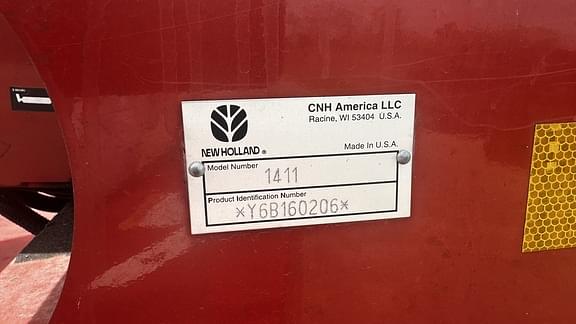 CNH America LLC
Racine, WI 53404 U.S.A.
NEW HOLLAND ®
Made In U.S.A.
Model Number
1411
Product Identification Number
*Y6B160206*